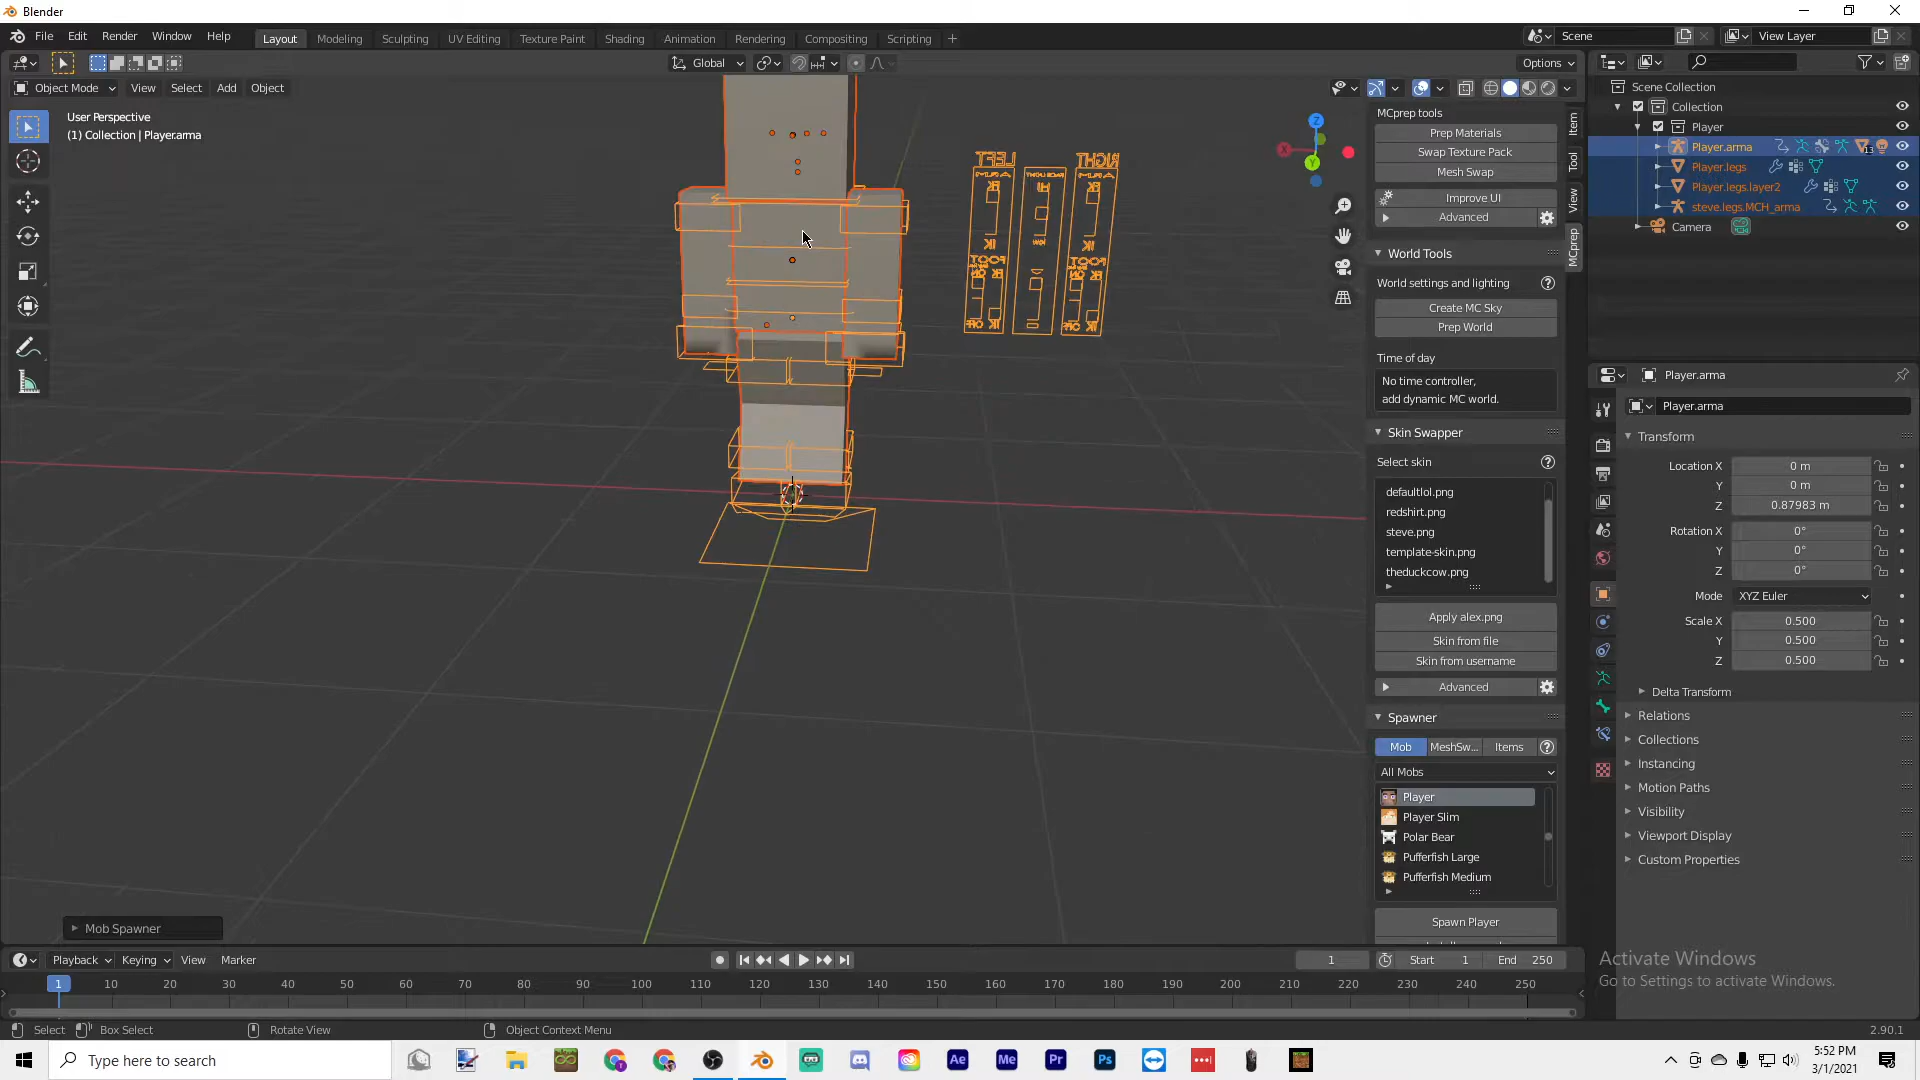 Blender
File Edit Render Window Help
Layout Modeling Sculpting UV Editing Texture Paint Shading Animation Rendering Compositing Scripting
Scene
View Layer
Global
Options
Object Mode View Select Add Object
User Perspective
(1) Collection | Player.arma
Z
X
Y
LEFT
RIGHT
Item
Tool
View
MCprep
MCprep tools
Prep Materials
Swap Texture Pack
Mesh Swap
Improve UI
Advanced
World Tools
World settings and lighting
Create MC Sky
Prep World
Time of day
No time controller,
add dynamic MC world.
Skin Swapper
Select skin
defaultlol.png
redshirt.png
steve.png
template-skin.png
theduckcow.png
Apply alex.png
Skin from file
Skin from username
Advanced
Spawner
Mob MeshSw... Items
All Mobs
Player
Player Slim
Polar Bear
Pufferfish Large
Pufferfish Medium
Spawn Player
Scene Collection
Collection
Player
Player.arma
13
Player.legs
Player.legs.layer2
steve.legs.MCH_arma
Camera
Player.arma
Player.arma
Transform
Location X 0 m
Y 0 m
Z 0.87983 m
Rotation X 0°
Y 0°
Z 0°
Mode XYZ Euler
Scale X 0.500
Y 0.500
Z 0.500
Delta Transform
Relations
Collections
Instancing
Motion Paths
Visibility
Viewport Display
Custom Properties
Mob Spawner
Activate Windows
Go to Settings to activate Windows.
Playback Keying View Marker
1 Start 1 End 250
1 10 20 30 40 50 60 70 80 90 100 110 120 130 140 150 160 170 180 190 200 210 220 230 240 250
Select Box Select Rotate View Object Context Menu
2.90.1
Type here to search
Ae Me Pr Ps
5:52 PM
3/1/2021